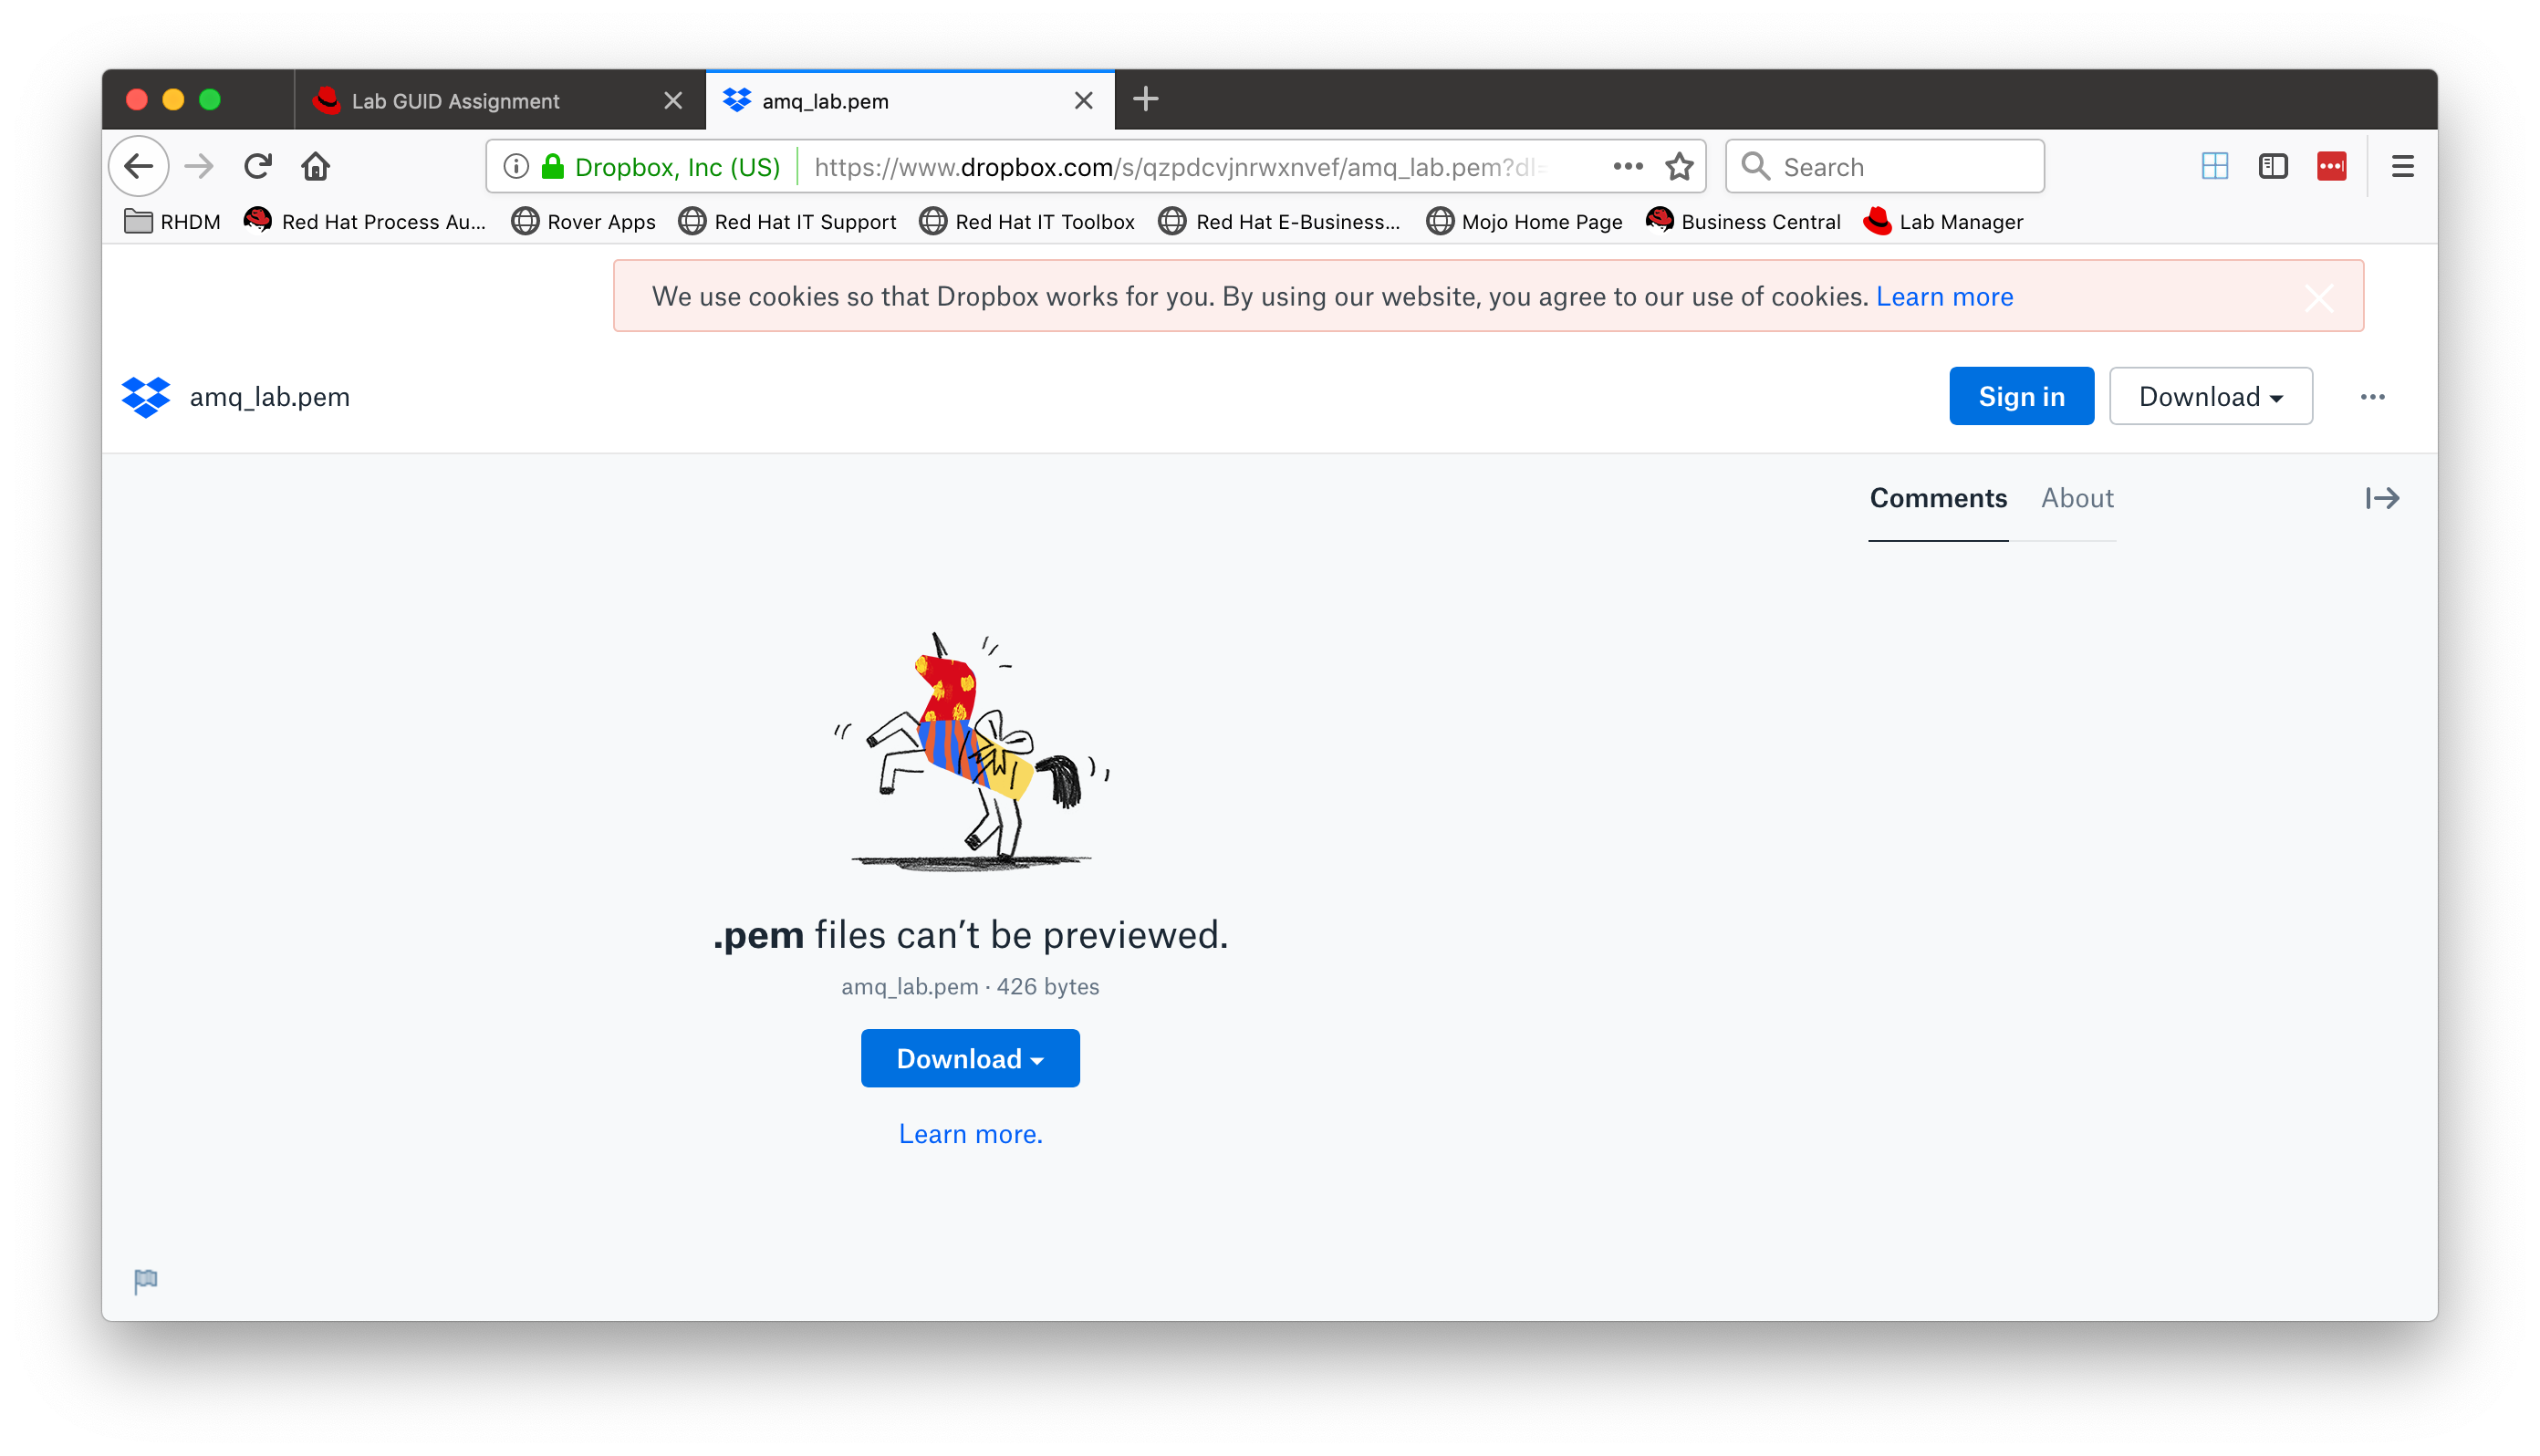 Lab GUID Assignment
amq_lab.pem
Dropbox, Inc (US)
https://www.dropbox.com/s/qzpdcvjnrwxnvef/amq_lab.pem?dl=
Search
RHDM
Red Hat Process Au...
Rover Apps
Red Hat IT Support
Red Hat IT Toolbox
Red Hat E-Business...
Mojo Home Page
Business Central
Lab Manager
We use cookies so that Dropbox works for you. By using our website, you agree to our use of cookies. Learn more
amq_lab.pem
Sign in
Download
Comments
About
.pem files can’t be previewed.
amq_lab.pem · 426 bytes
Download
Learn more.